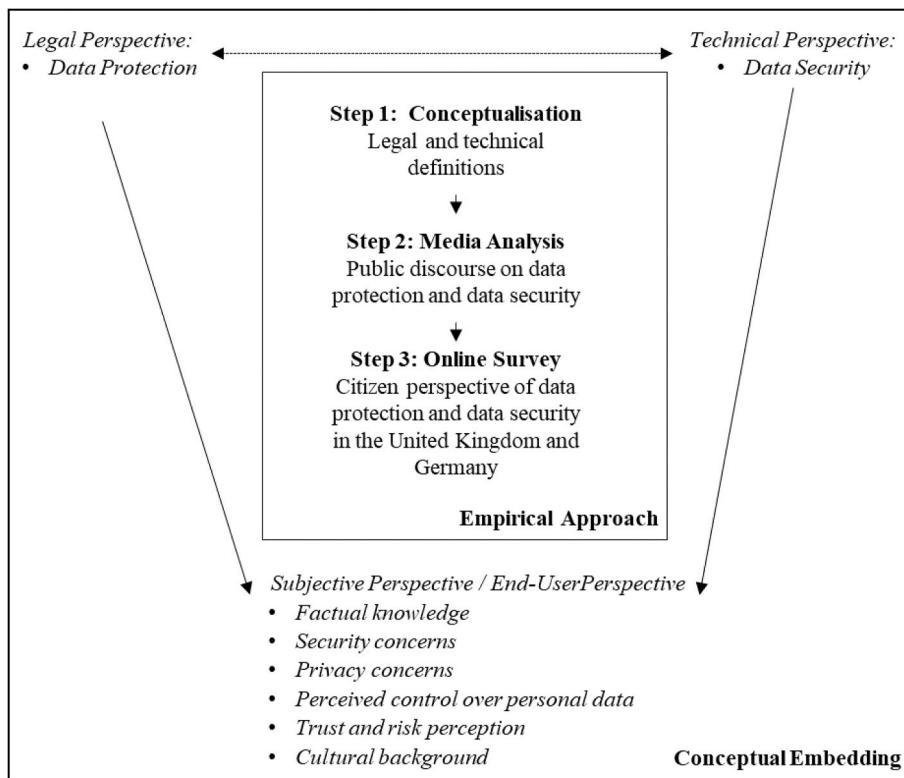 Legal Perspective:
• Data Protection
Technical Perspective:
• Data Security
Step 1: Conceptualisation
Legal and technical
definitions
Step 2: Media Analysis
Public discourse on data
protection and data security
Step 3: Online Survey
Citizen perspective of data
protection and data security
in the United Kingdom and
Germany
Empirical Approach
Subjective Perspective / End-UserPerspective
• Factual knowledge
• Security concerns
• Privacy concerns
• Perceived control over personal data
• Trust and risk perception
• Cultural background
Conceptual Embedding